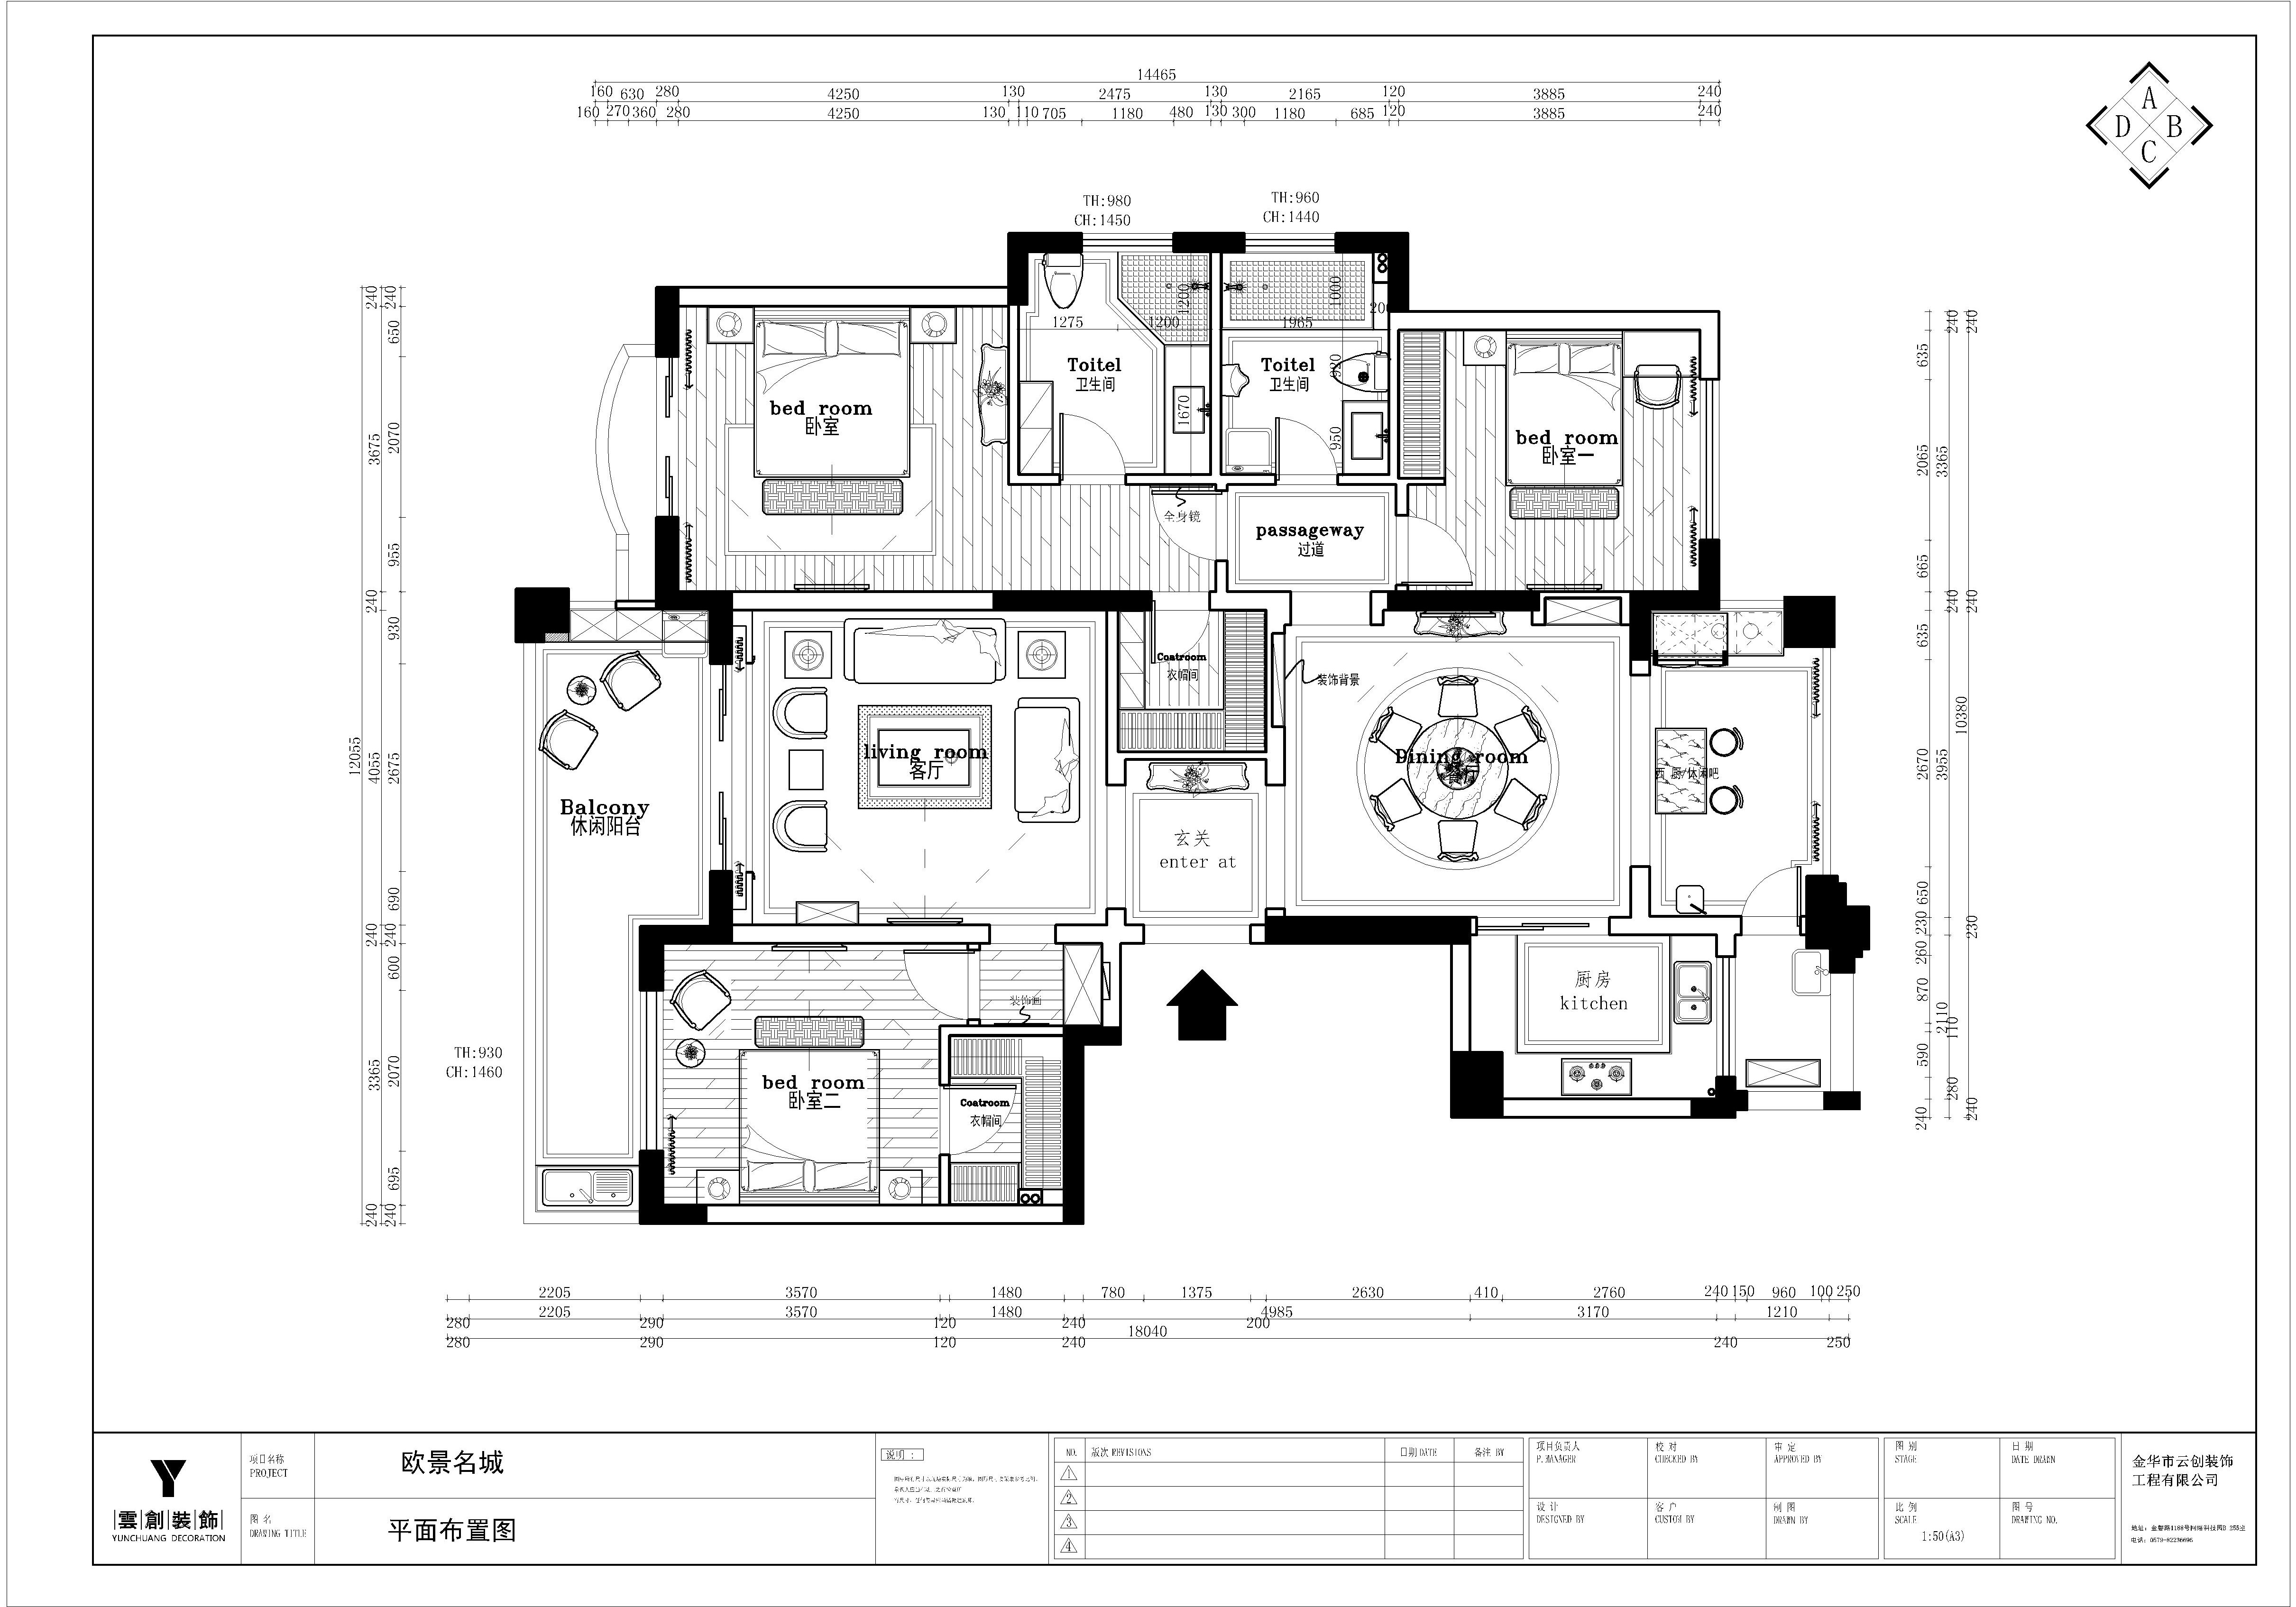 14465
160 630 280 4250 130 2475 130 2165 120 3885 240
160 270 360 280 4250 130 110 705 1180 480 130 300 1180 685 120 3885 240
A
D B
C
TH:980
CH:1450
TH:960
CH:1440
240 240
650
3675 2070
955
240
930
12055
4055 2675
690
240 240
600
3365 2070
695
240 240
240 240
635
2065 3365
665
240 240
635
10380
2670 3955
650
230 230
260
870
2110
110
590
280
240 240
1275
1200
1200
1965
1000
200
920
950
1670
Toitel
卫生间
Toitel
卫生间
bed room
卧室
bed room
卧室一
全身镜
passageway
过道
Coatroom
衣帽间
装饰背景
living room
客厅
Dining room
餐厅
西厨/休闲吧
Balcony
休闲阳台
玄关
enter at
厨房
kitchen
装饰画
TH:930
CH:1460
bed room
卧室二
Coatroom
衣帽间
2205 3570 1480 780 1375 2630 410 2760 240 150 960 100 250
2205 3570 1480 4985 3170 1210
280 290 120 240 200
18040
280 290 120 240 240 250
雲創裝飾
YUNCHUANG DECORATION
项目名称
PROJECT
欧景名城
图 名
DRAWING TITLE
平面布置图
说明：
NO. 版次 REVISIONS 日期 DATE 备注 BY
1
2
3
4
项目负责人
P.MANAGER
校 对
CHECKED BY
审 定
APPROVED BY
设 计
DESIGNED BY
客 户
CUSTOM BY
制 图
DRAWN BY
图 别
STAGE
日 期
DATE DRAWN
比 例
SCALE
1:50(A3)
图 号
DRAWING NO.
金华市云创装饰
工程有限公司